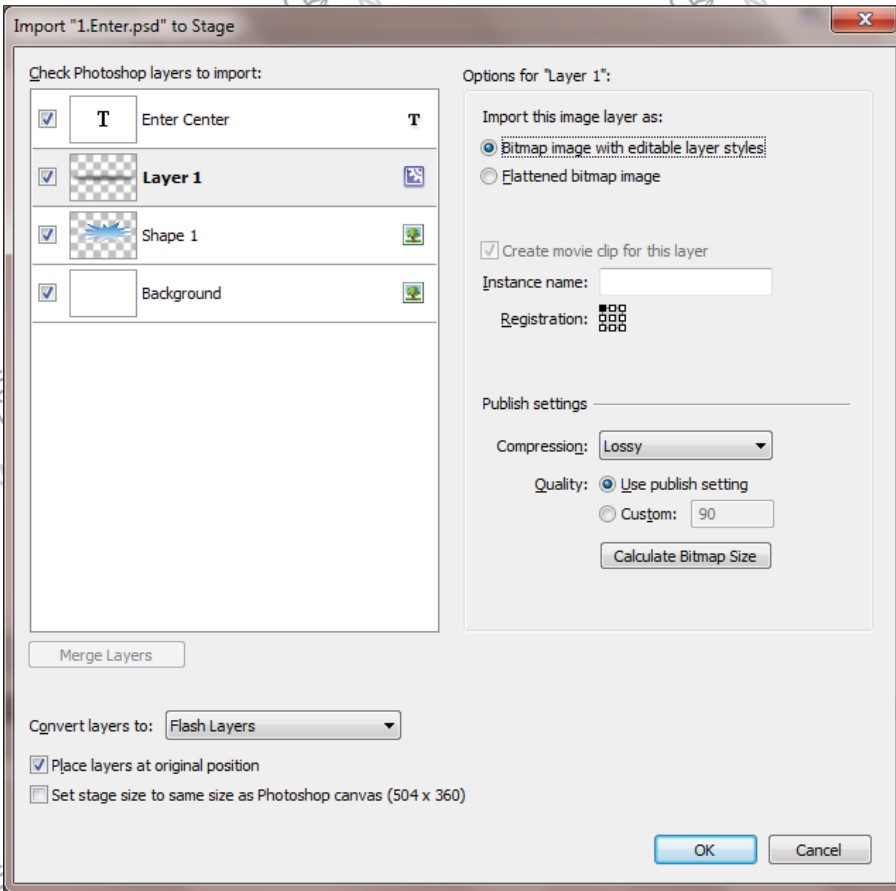 Import "1.Enter.psd" to Stage
Check Photoshop layers to import:
T Enter Center T
Layer 1
Shape 1
Background
Merge Layers
Convert layers to: Flash Layers
Place layers at original position
Set stage size to same size as Photoshop canvas (504 x 360)
Options for "Layer 1":
Import this image layer as:
Bitmap image with editable layer styles
Flattened bitmap image
Create movie clip for this layer
Instance name:
Registration:
Publish settings
Compression: Lossy
Quality: Use publish setting
Custom: 90
Calculate Bitmap Size
OK Cancel